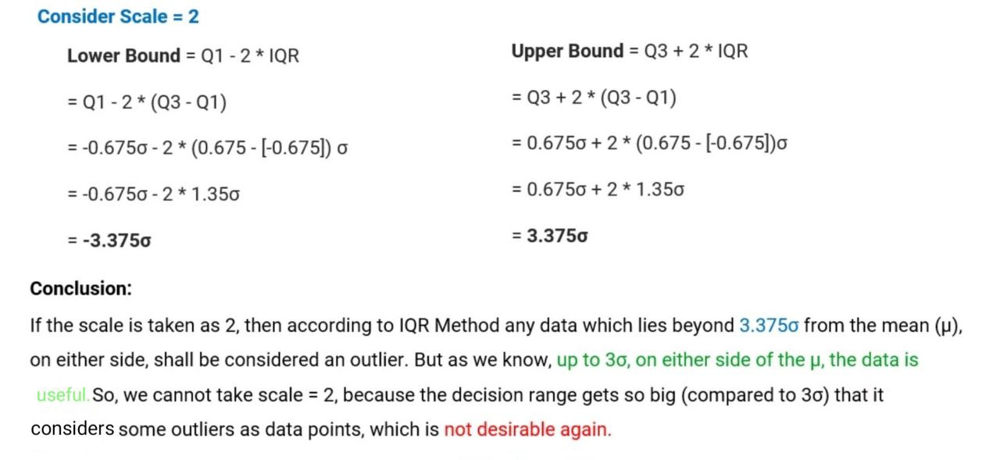 Consider Scale = 2
Lower Bound = Q1 - 2 * IQR
= Q1 - 2 * (Q3 - Q1)
= -0.675σ - 2 * (0.675 - [-0.675]) σ
= -0.675σ - 2 * 1.35σ
= -3.375σ
Upper Bound = Q3 + 2 * IQR
= Q3 + 2 * (Q3 - Q1)
= 0.675σ + 2 * (0.675 - [-0.675])σ
= 0.675σ + 2 * 1.35σ
= 3.375σ
Conclusion:
If the scale is taken as 2, then according to IQR Method any data which lies beyond 3.375σ from the mean (μ),
on either side, shall be considered an outlier. But as we know, up to 3σ, on either side of the μ, the data is
useful. So, we cannot take scale = 2, because the decision range gets so big (compared to 3σ) that it
considers some outliers as data points, which is not desirable again.